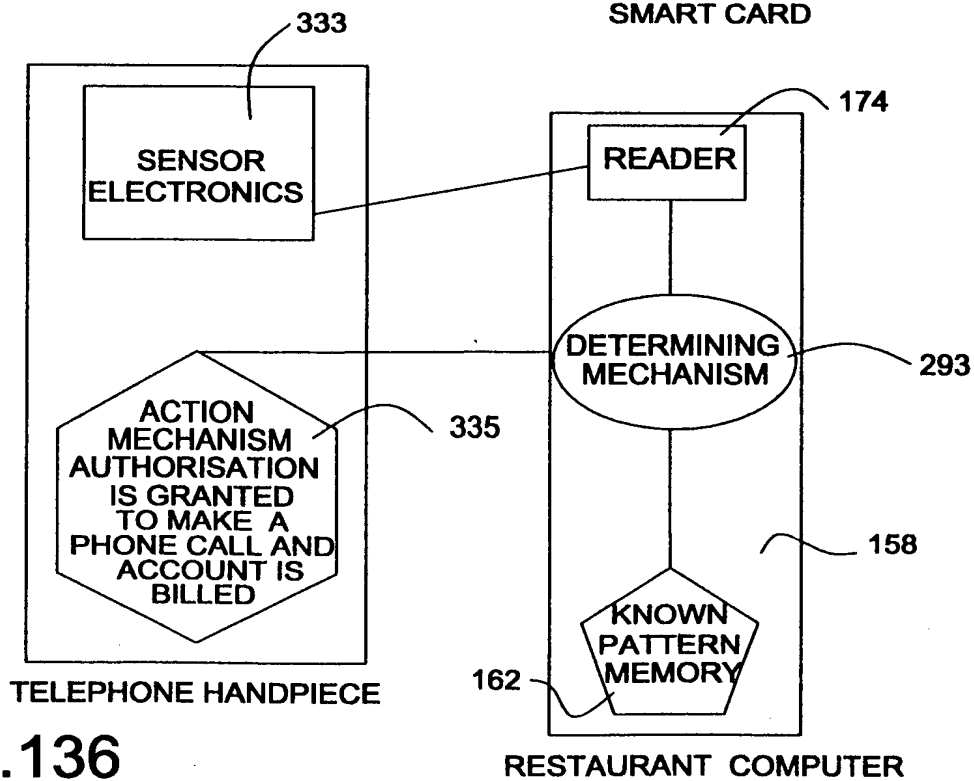 SMART CARD
333
SENSOR
ELECTRONICS
174
READER
DETERMINING
MECHANISM
293
ACTION
MECHANISM
AUTHORISATION
IS GRANTED
TO MAKE A
PHONE CALL AND
ACCOUNT IS
BILLED
335
158
KNOWN
PATTERN
MEMORY
162
TELEPHONE HANDPIECE
.136
RESTAURANT COMPUTER